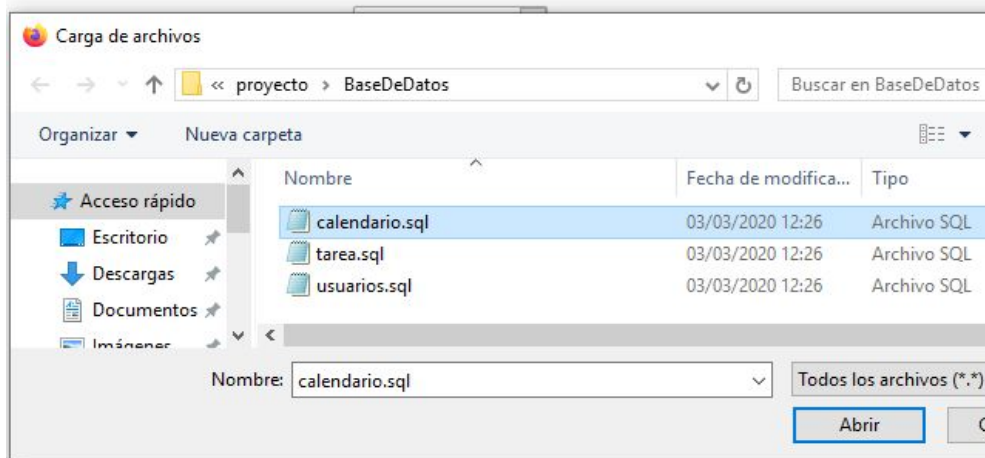 Carga de archivos
« proyecto > BaseDeDatos
Buscar en BaseDeDatos
Organizar
Nueva carpeta
Nombre
Fecha de modifica...
Tipo
Acceso rápido
Escritorio
Descargas
Documentos
Imágenes
calendario.sql 03/03/2020 12:26 Archivo SQL
tarea.sql 03/03/2020 12:26 Archivo SQL
usuarios.sql 03/03/2020 12:26 Archivo SQL
Nombre: calendario.sql
Todos los archivos (*.*)
Abrir